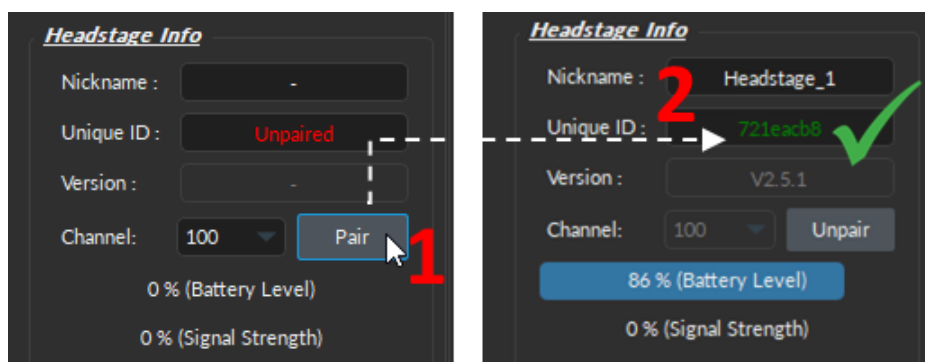 Headstage Info
Nickname : -
Unique ID : Unpaired
Version : -
Channel: 100 Pair
1
0 % (Battery Level)
0 % (Signal Strength)
Headstage Info
2
Nickname : Headstage_1
Unique ID : 721eacb8
Version : V2.5.1
Channel: 100 Unpair
86 % (Battery Level)
0 % (Signal Strength)